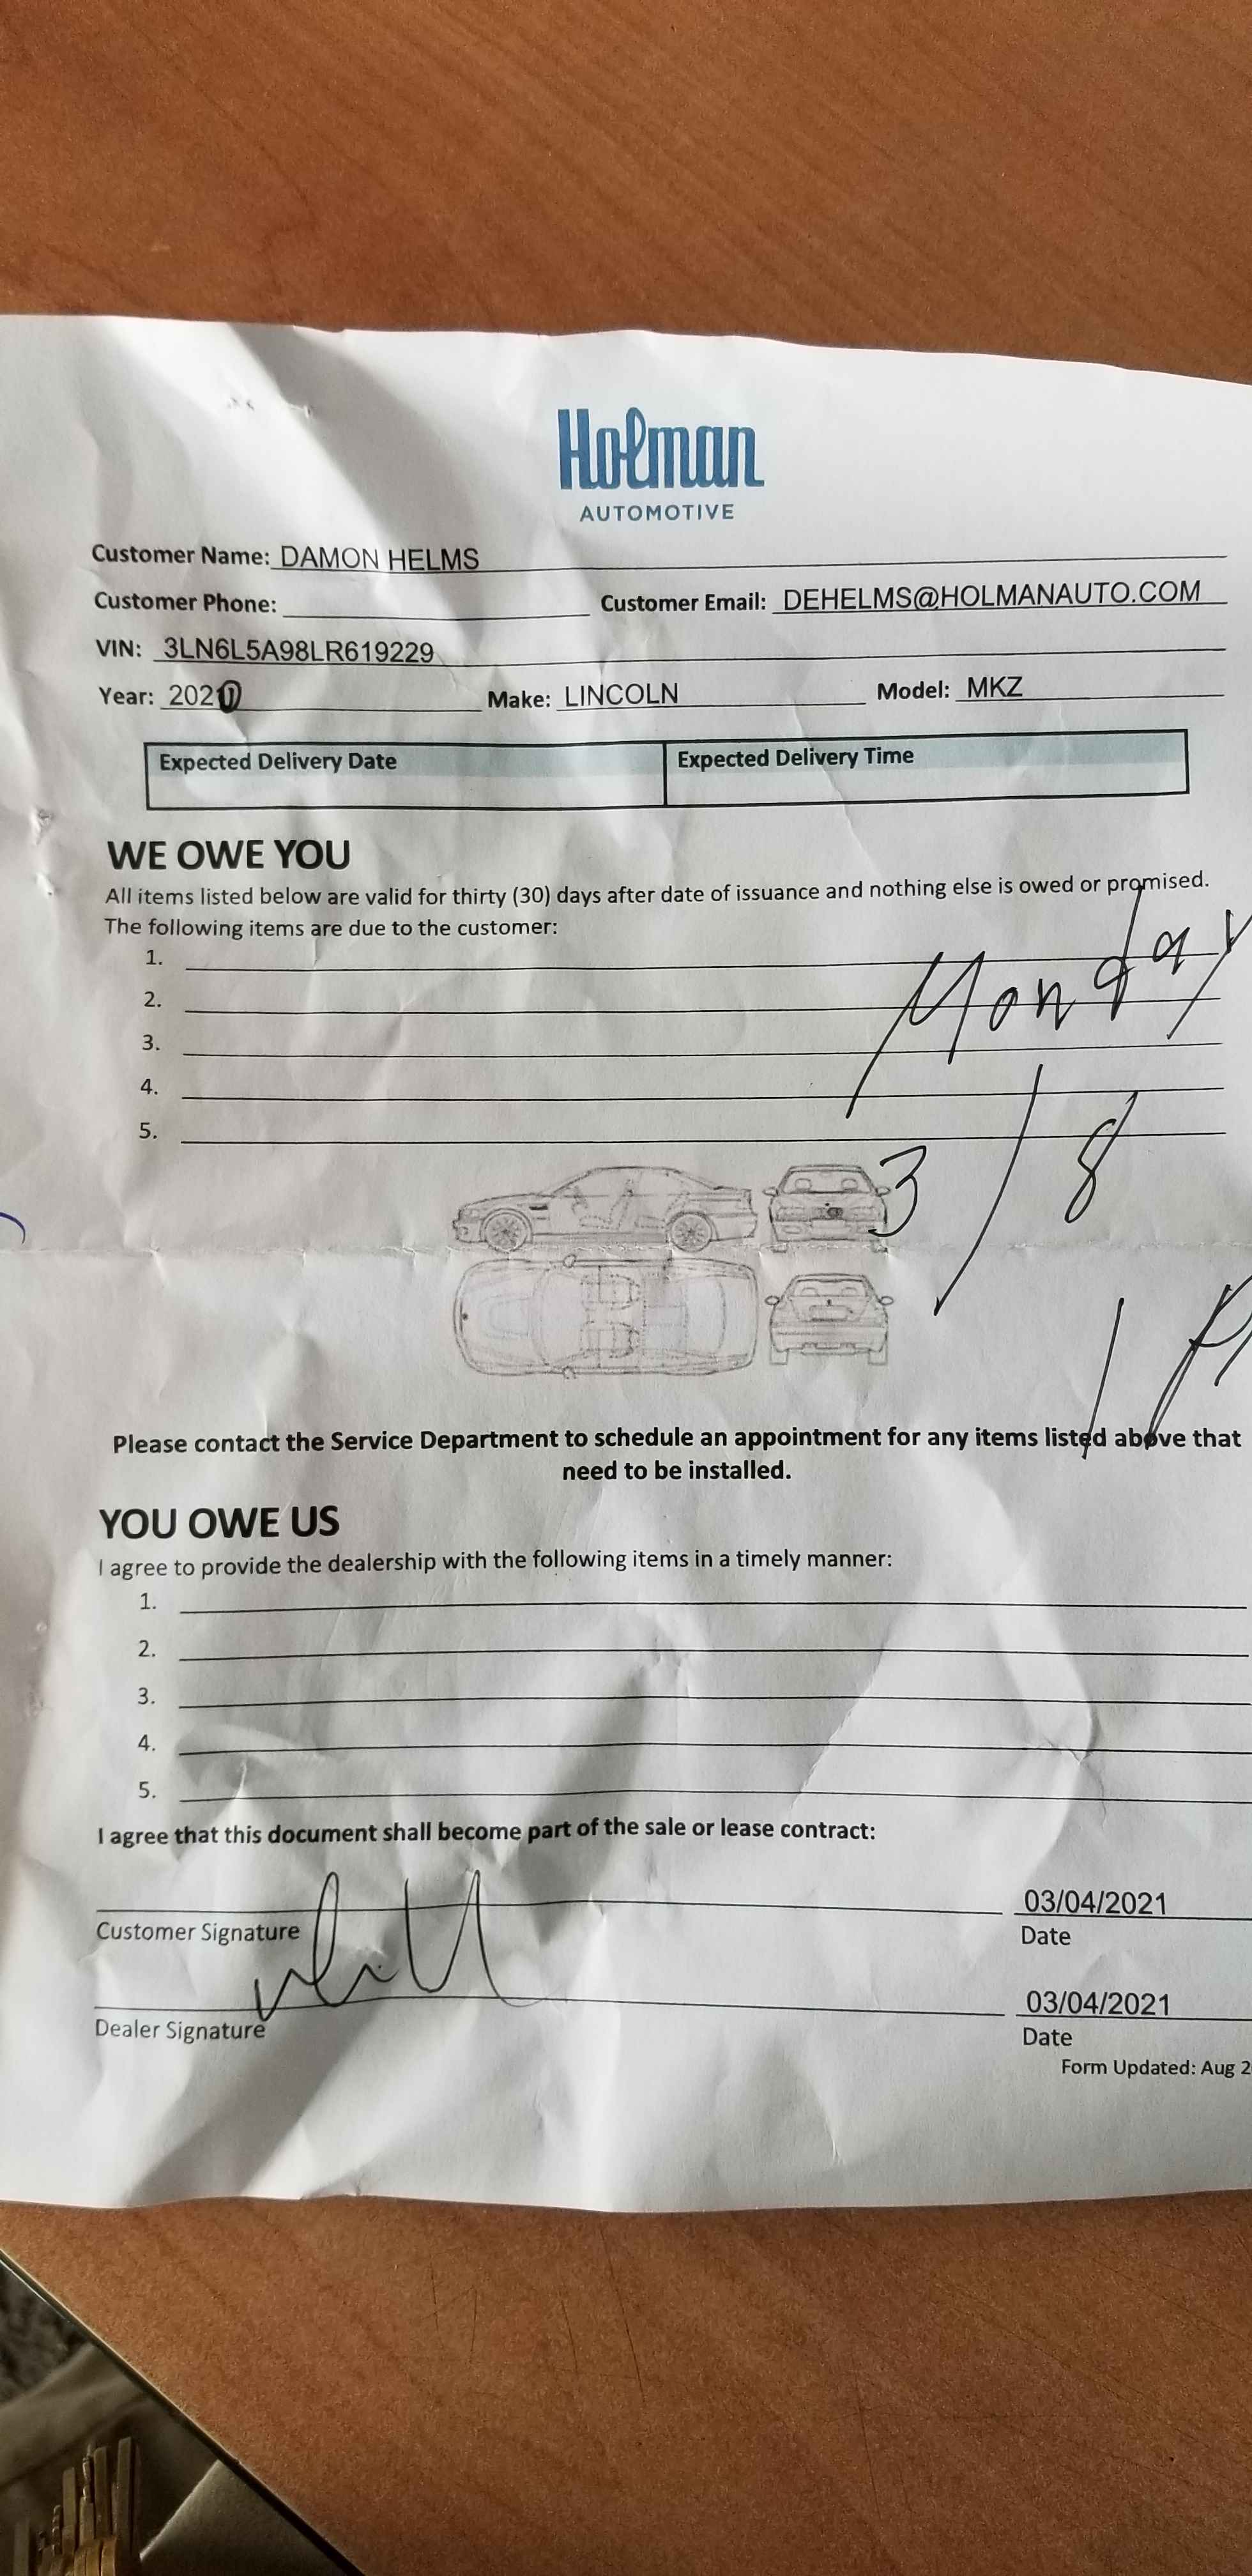 Holman
AUTOMOTIVE
Customer Name: DAMON HELMS
Customer Phone: Customer Email: DEHELMS@HOLMANAUTO.COM
VIN: 3LN6L5A98LR619229
Year: 202 Make: LINCOLN Model: MKZ
Expected Delivery Date Expected Delivery Time
WE OWE YOU
All items listed below are valid for thirty (30) days after date of issuance and nothing else is owed or promised.
The following items are due to the customer:
1.
2.
3.
4.
5.
Monday
3/8
1 P
Please contact the Service Department to schedule an appointment for any items listed above that
need to be installed.
YOU OWE US
I agree to provide the dealership with the following items in a timely manner:
1.
2.
3.
4.
5.
I agree that this document shall become part of the sale or lease contract:
03/04/2021
Customer Signature Date
03/04/2021
Dealer Signature Date
Form Updated: Aug 2